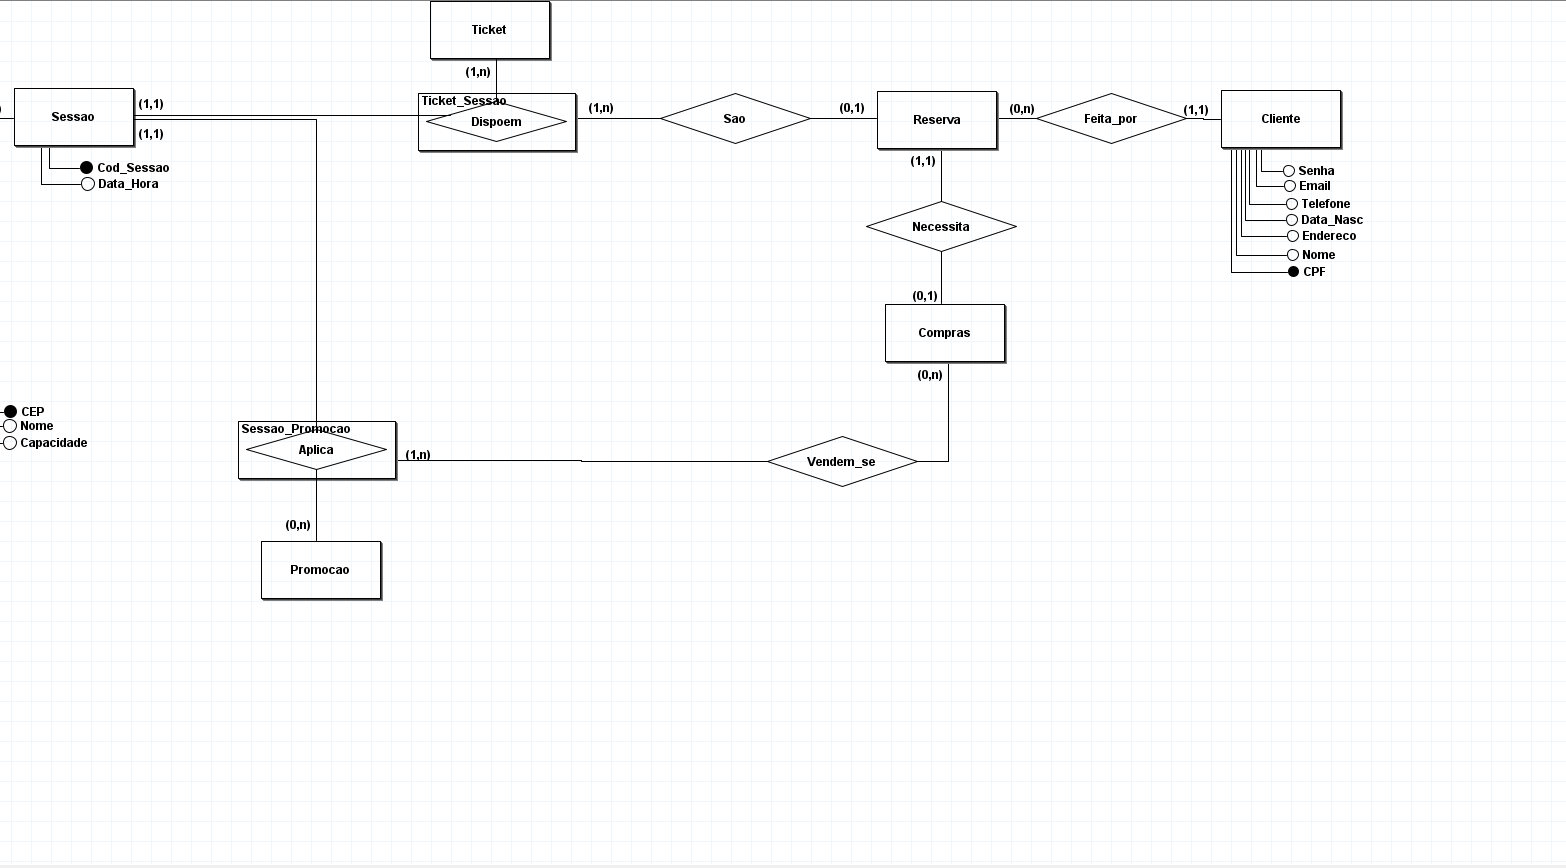 Ticket
(1,n)
Sessao
(1,1)
(1,1)
Ticket_Sessao
Dispoem
(1,n)
Sao
(0,1)
Reserva
(0,n)
Feita_por
(1,1)
Cliente
Cod_Sessao
Data_Hora
(1,1)
Senha
Email
Telefone
Data_Nasc
Endereco
Nome
CPF
Necessita
(0,1)
Compras
(0,n)
CEP
Nome
Capacidade
Sessao_Promocao
Aplica
(1,n)
Vendem_se
(0,n)
Promocao